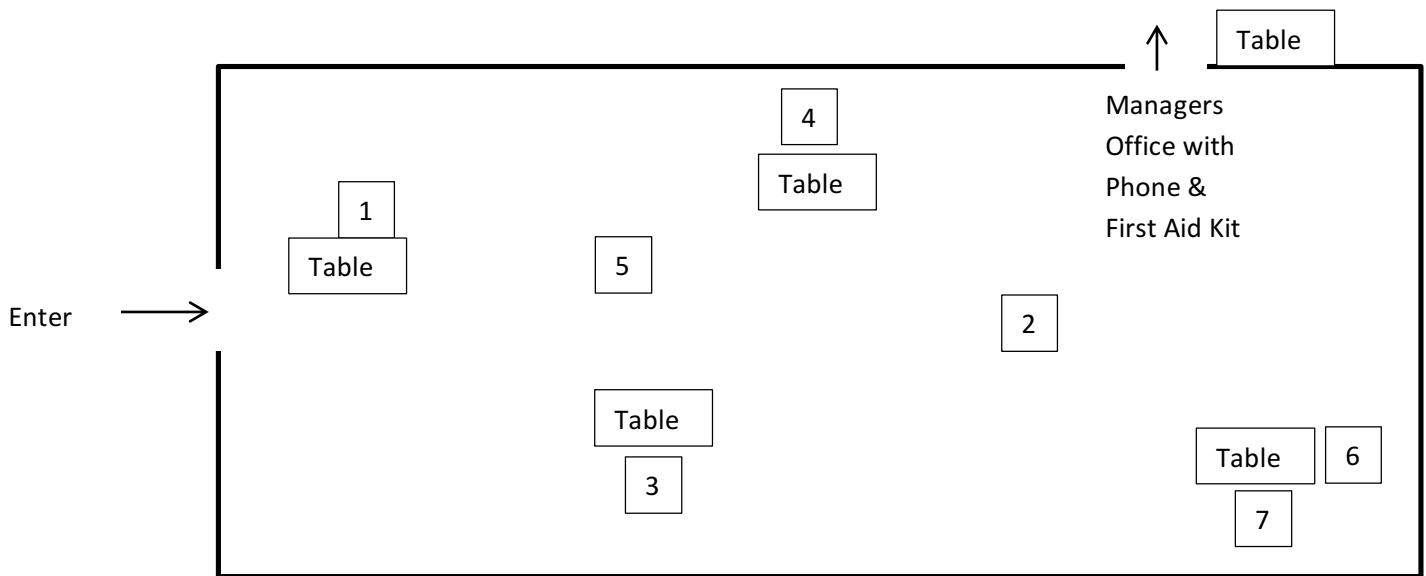 Table
Managers
Office with
Phone &
First Aid Kit
4
Table
1
Table
5
Enter
2
Table
3
Table
6
7